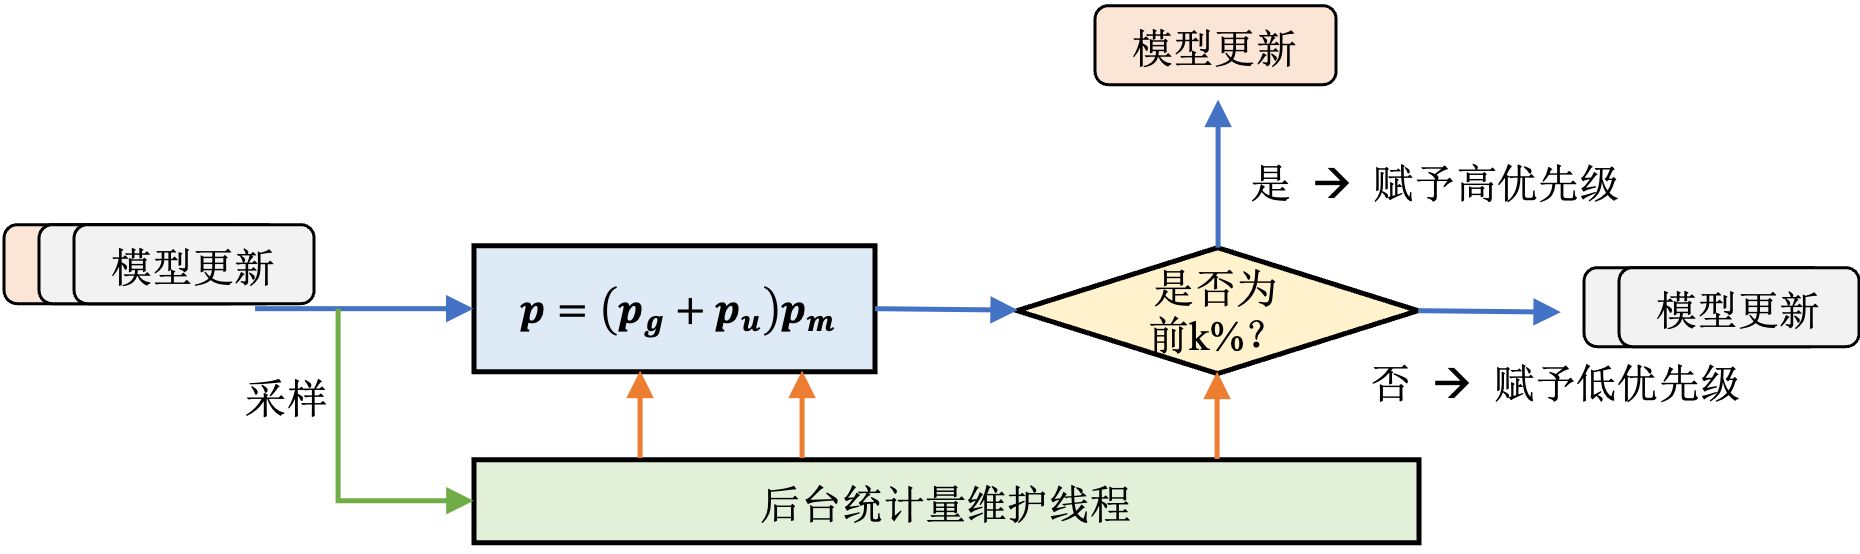 模型更新
是 → 赋予高优先级
模型更新
p = (p_g + p_u)p_m
是否为
前k%?
模型更新
否 → 赋予低优先级
采样
后台统计量维护线程